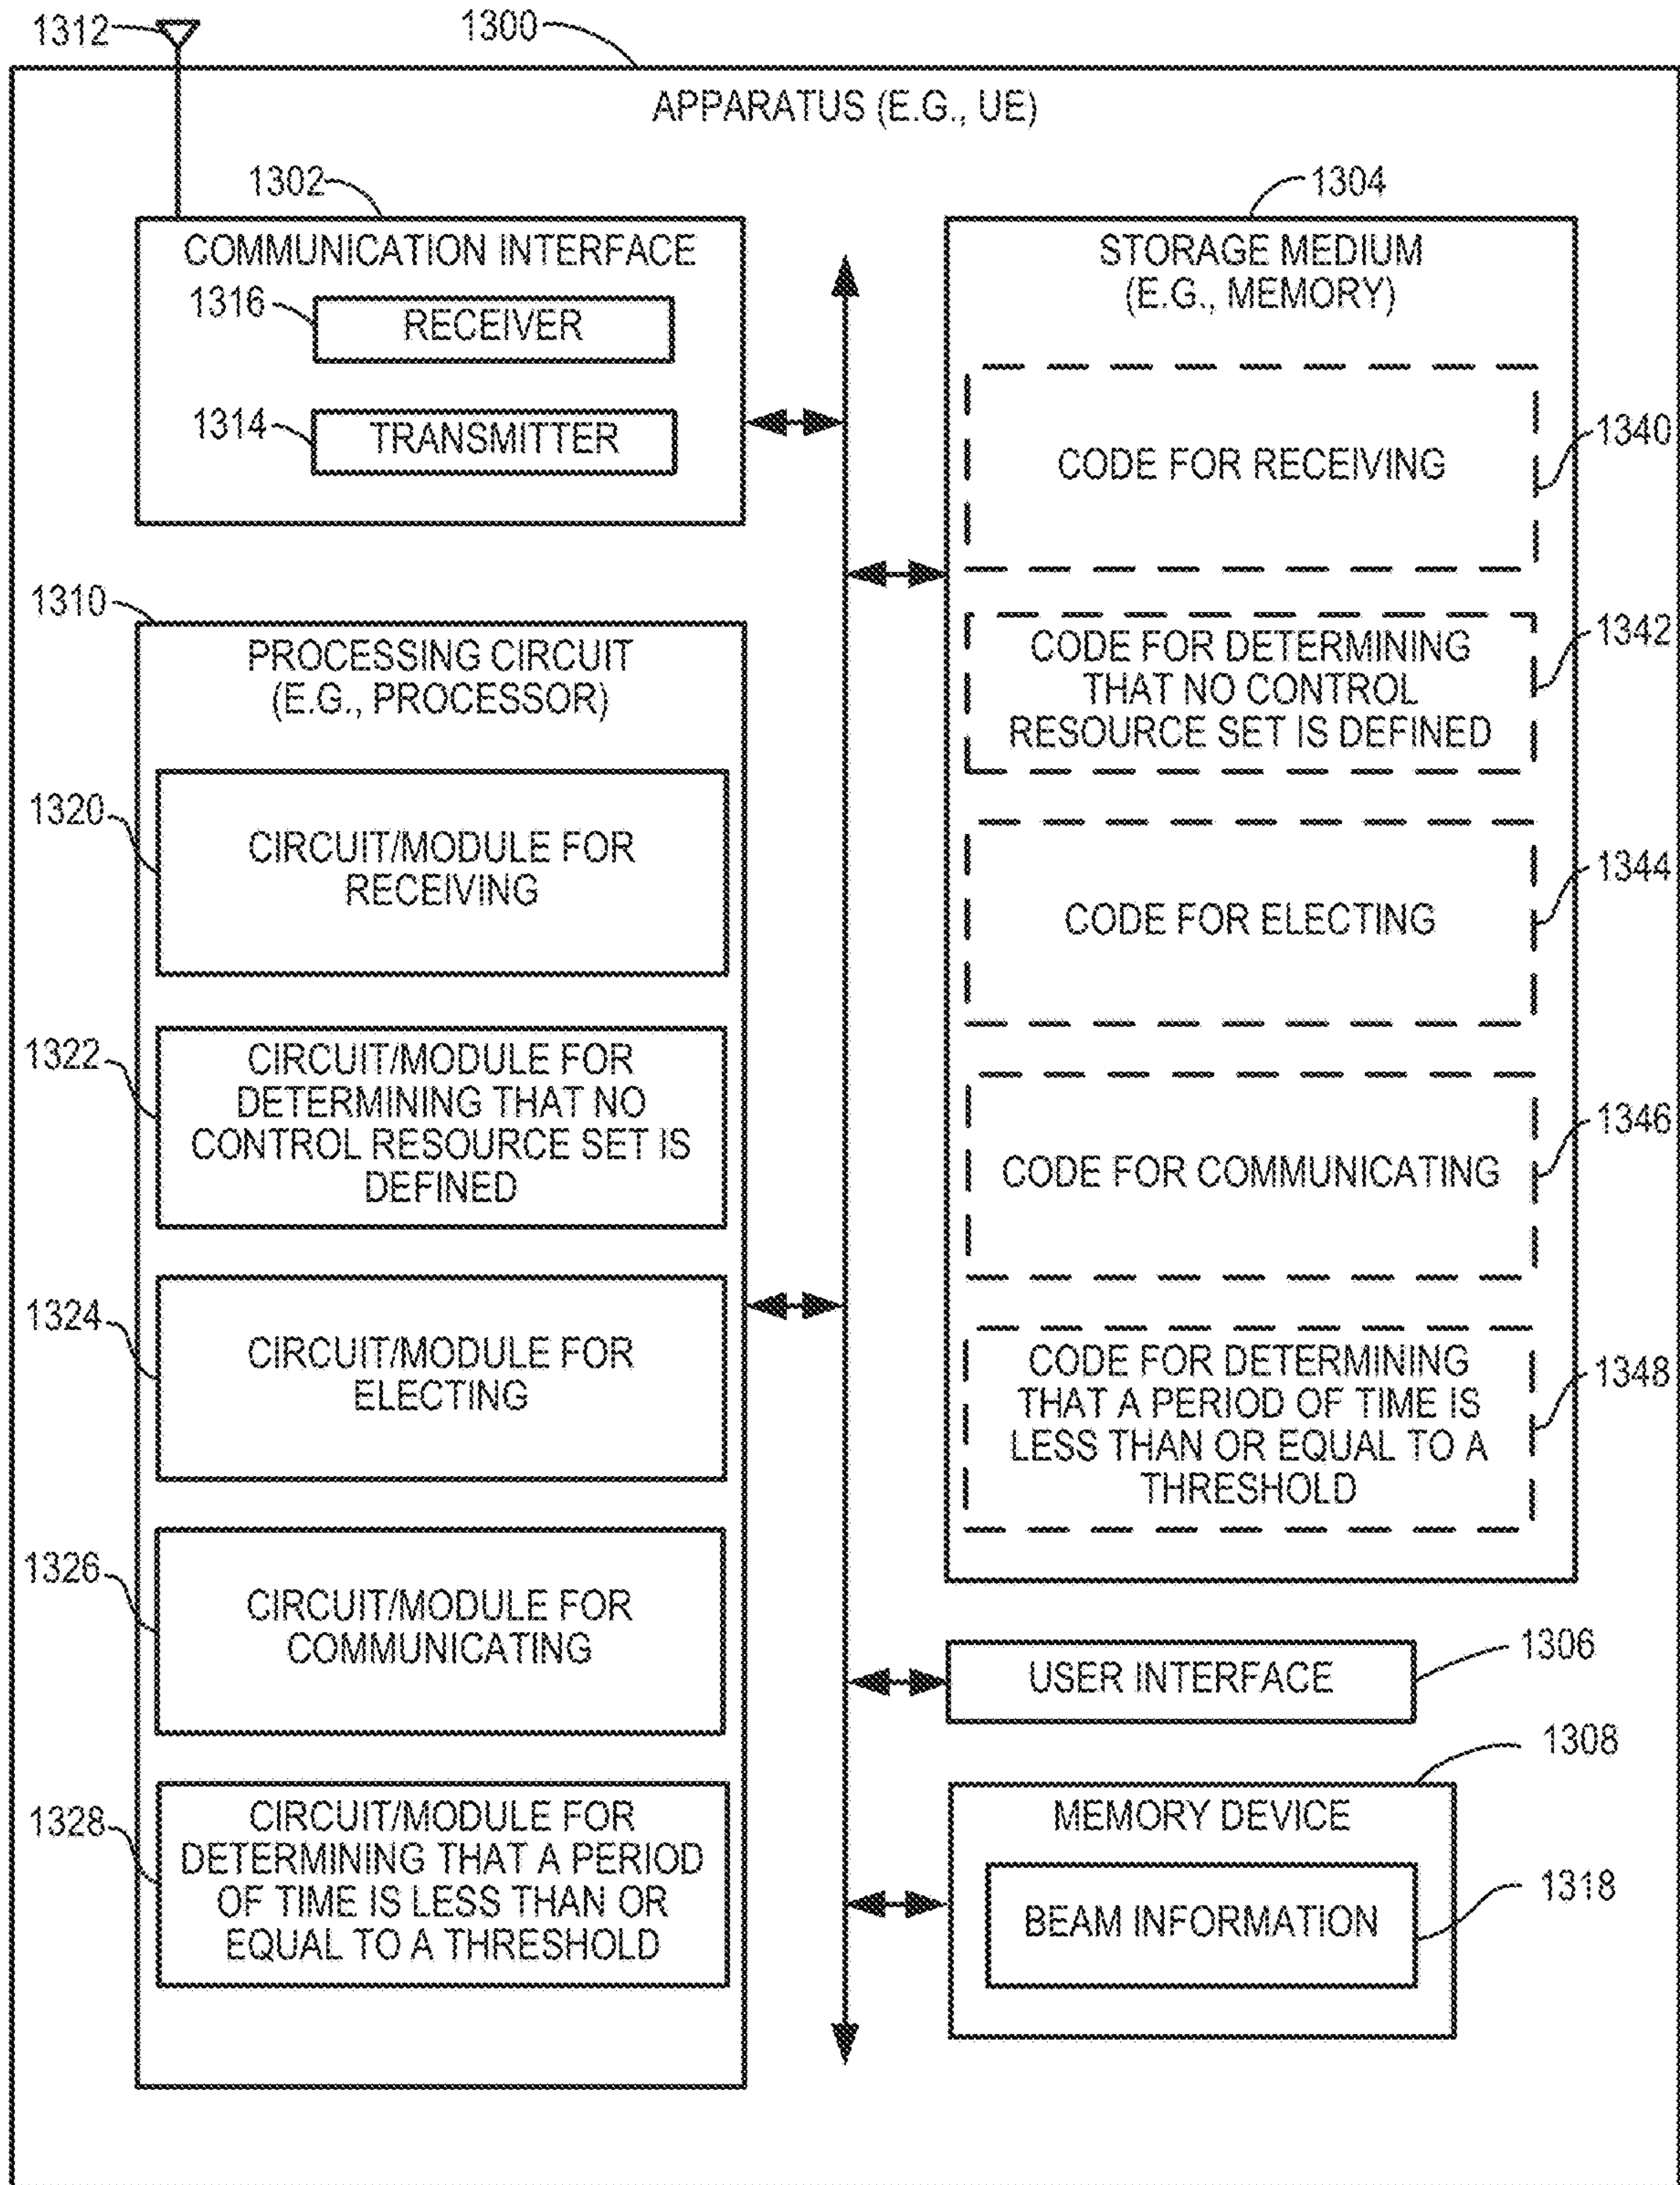 1312
1300
APPARATUS (E.G., UE)
1302
COMMUNICATION INTERFACE
1316
RECEIVER
1314
TRANSMITTER
1310
PROCESSING CIRCUIT
(E.G., PROCESSOR)
1320
CIRCUIT/MODULE FOR
RECEIVING
1322
CIRCUIT/MODULE FOR
DETERMINING THAT NO
CONTROL RESOURCE SET IS
DEFINED
1324
CIRCUIT/MODULE FOR
ELECTING
1326
CIRCUIT/MODULE FOR
COMMUNICATING
1328
CIRCUIT/MODULE FOR
DETERMINING THAT A PERIOD
OF TIME IS LESS THAN OR
EQUAL TO A THRESHOLD
1304
STORAGE MEDIUM
(E.G., MEMORY)
CODE FOR RECEIVING
1340
CODE FOR DETERMINING
THAT NO CONTROL
RESOURCE SET IS DEFINED
1342
CODE FOR ELECTING
1344
CODE FOR COMMUNICATING
1346
CODE FOR DETERMINING
THAT A PERIOD OF TIME IS
LESS THAN OR EQUAL TO A
THRESHOLD
1348
USER INTERFACE
1306
1308
MEMORY DEVICE
BEAM INFORMATION
1318